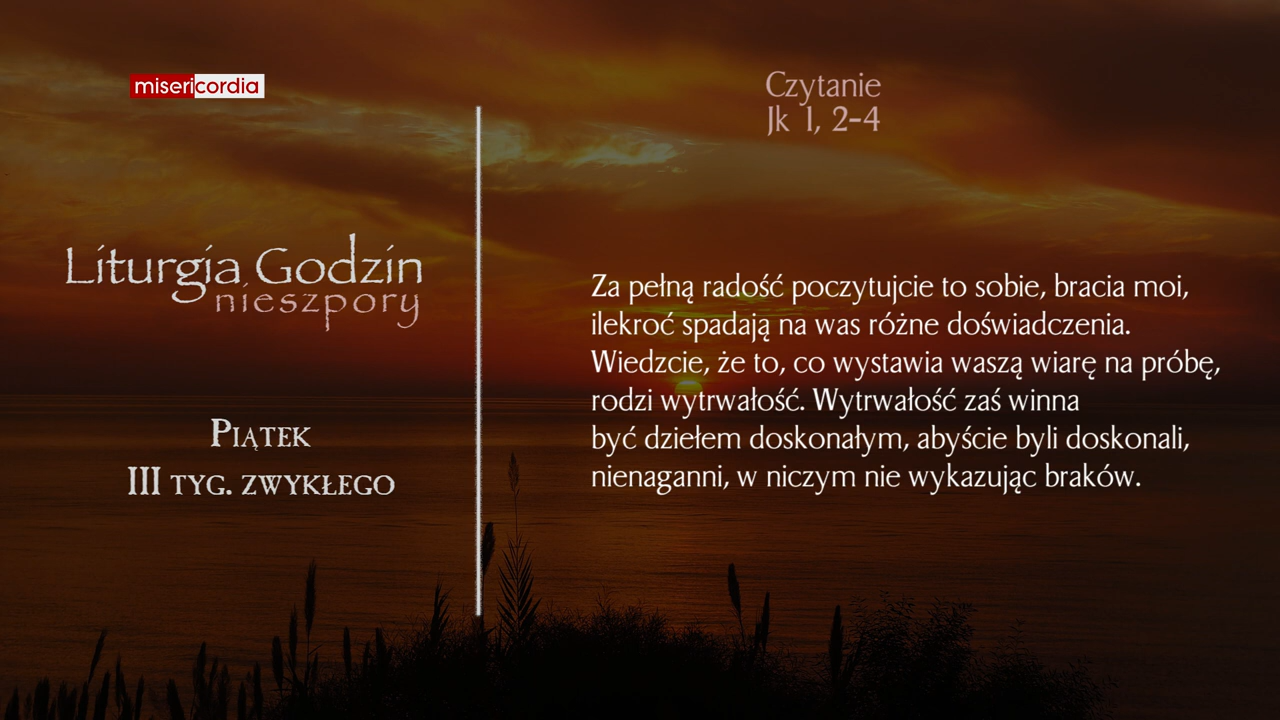 misericordia
Liturgia Godzin
nieszpory
Piątek
III tyg. zwykłego
Czytanie
Jk 1, 2-4
Za pełną radość poczytujcie to sobie, bracia moi,
ilekroć spadają na was różne doświadczenia.
Wiedzcie, że to, co wystawia waszą wiarę na próbę,
rodzi wytrwałość. Wytrwałość zaś winna
być dziełem doskonałym, abyście byli doskonali,
nienaganni, w niczym nie wykazując braków.